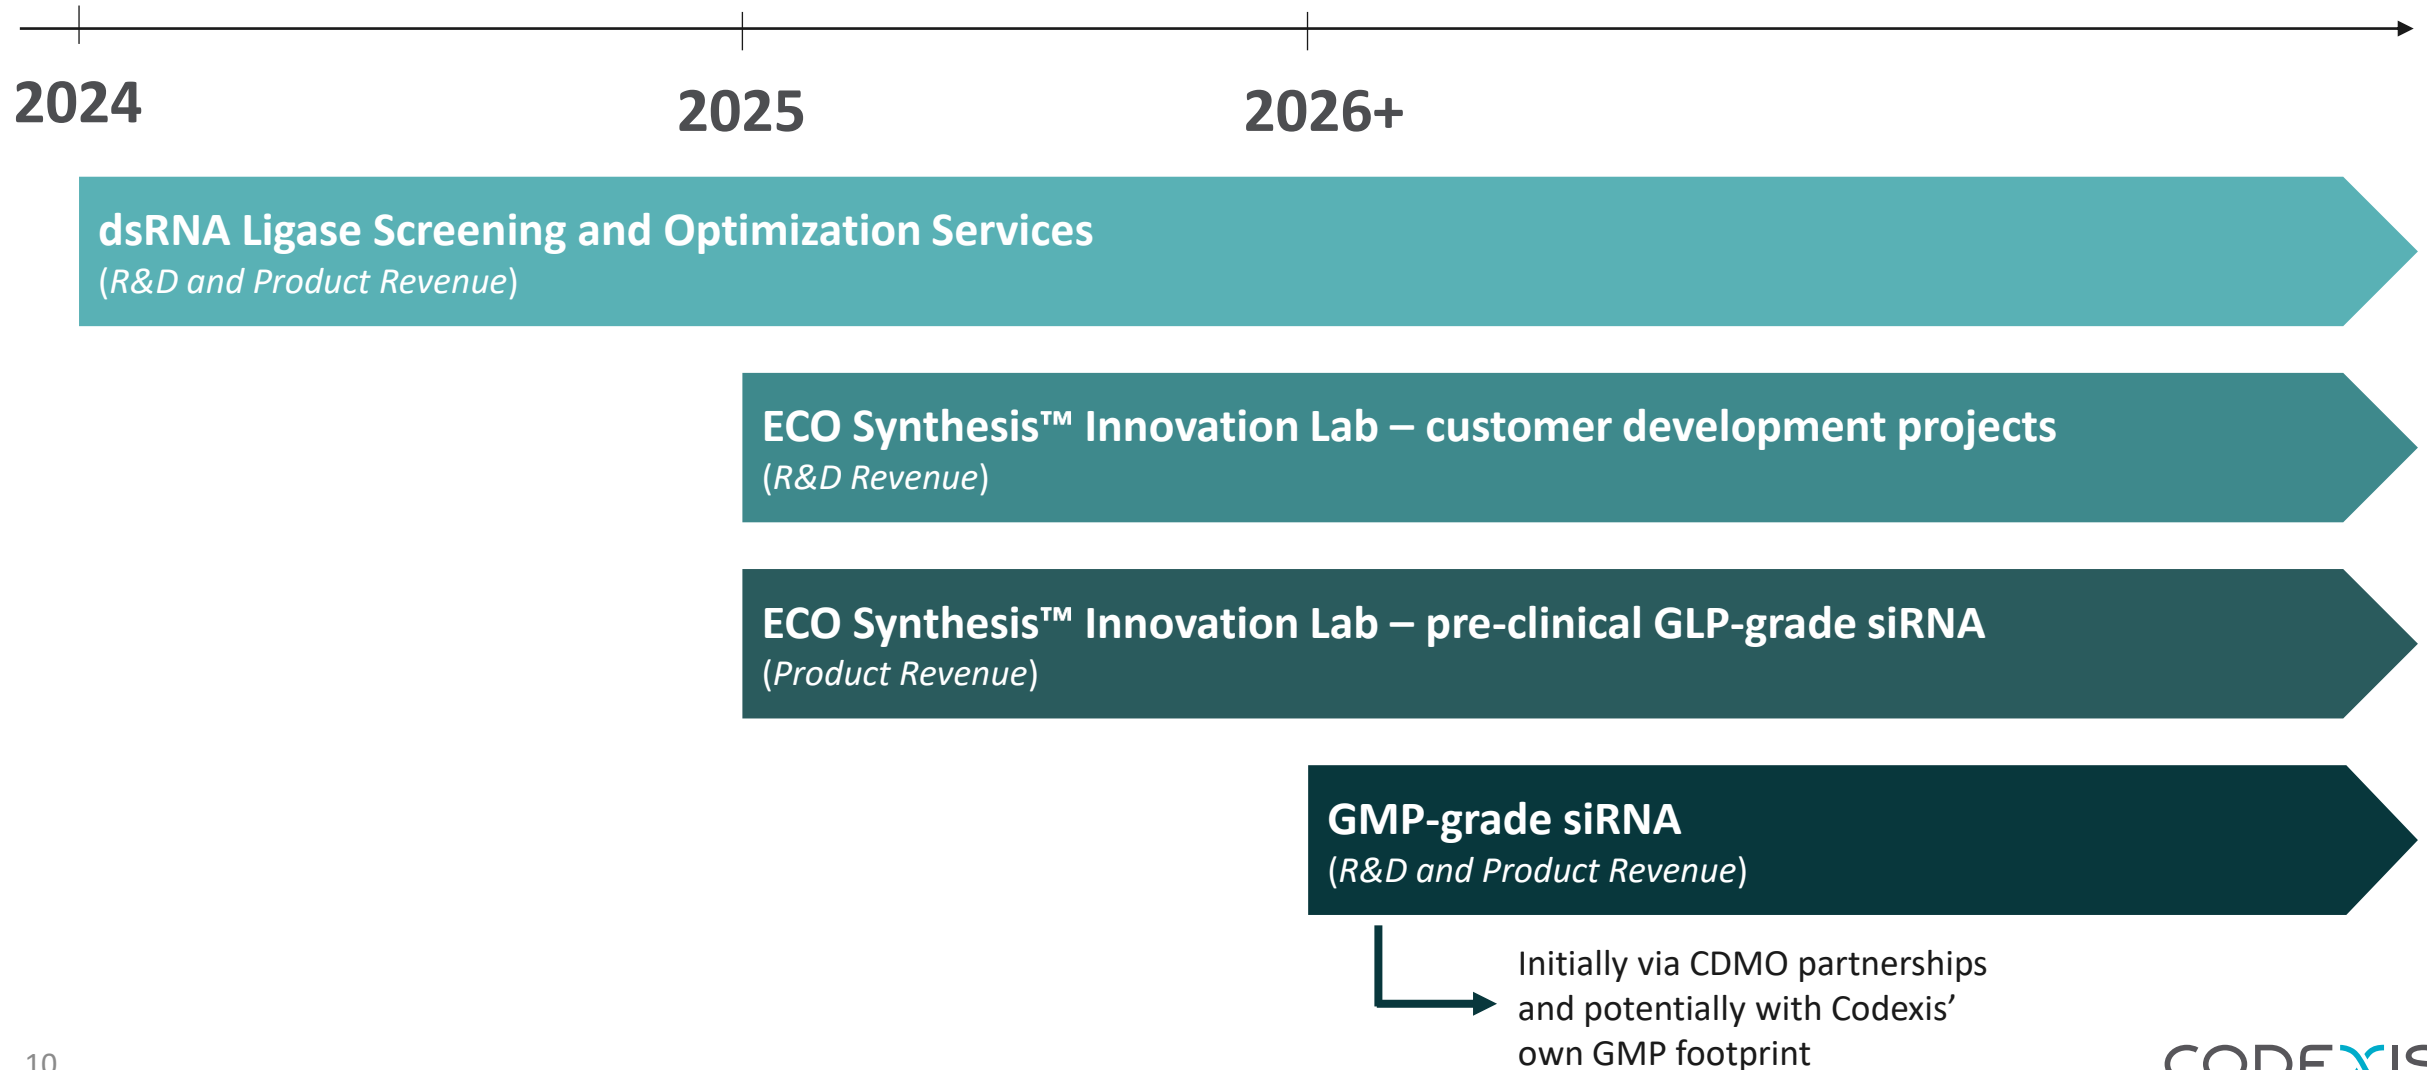 2024
2025
2026+
dsRNA Ligase Screening and Optimization Services
(R&D and Product Revenue)
ECO Synthesis™ Innovation Lab – customer development projects
(R&D Revenue)
ECO Synthesis™ Innovation Lab – pre-clinical GLP-grade siRNA
(Product Revenue)
GMP-grade siRNA
(R&D and Product Revenue)
Initially via CDMO partnerships
and potentially with Codexis’
own GMP footprint
10
CODEXIS